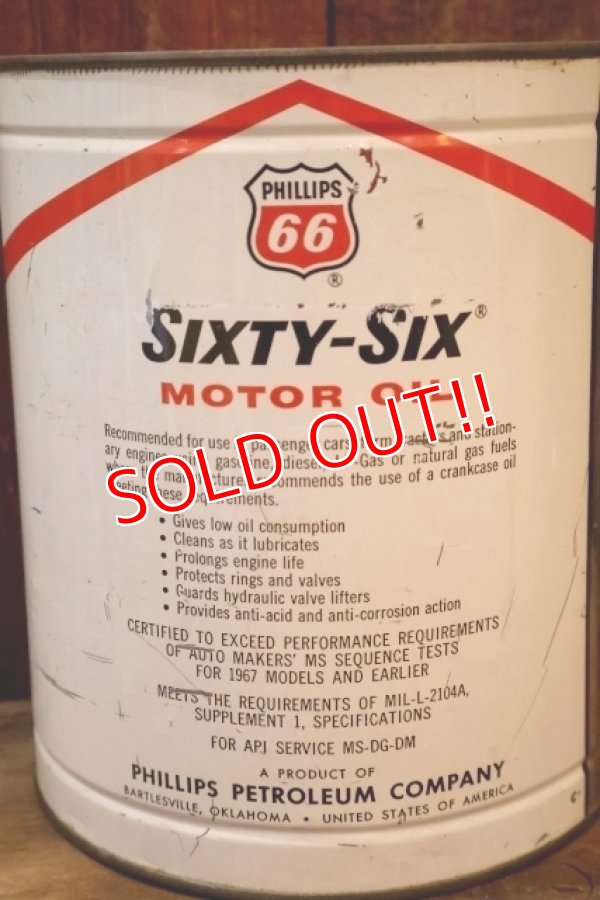 PHILLIPS
66
®
SIXTY-SIX®
MOTOR
SOLD OUT!!
Recommended for use passenger cars, farm tractors and station-
ary engines using gasoline, diesel, LP-Gas or natural gas fuels
where the manufacturer recommends the use of a crankcase oil
meeting these requirements.
• Gives low oil consumption
• Cleans as it lubricates
• Prolongs engine life
• Protects rings and valves
• Guards hydraulic valve lifters
• Provides anti-acid and anti-corrosion action
CERTIFIED TO EXCEED PERFORMANCE REQUIREMENTS
OF AUTO MAKERS' MS SEQUENCE TESTS
FOR 1967 MODELS AND EARLIER
MEETS THE REQUIREMENTS OF MIL-L-2104A,
SUPPLEMENT 1, SPECIFICATIONS
FOR API SERVICE MS-DG-DM
A PRODUCT OF
PHILLIPS PETROLEUM COMPANY
BARTLESVILLE, OKLAHOMA • UNITED STATES OF AMERICA